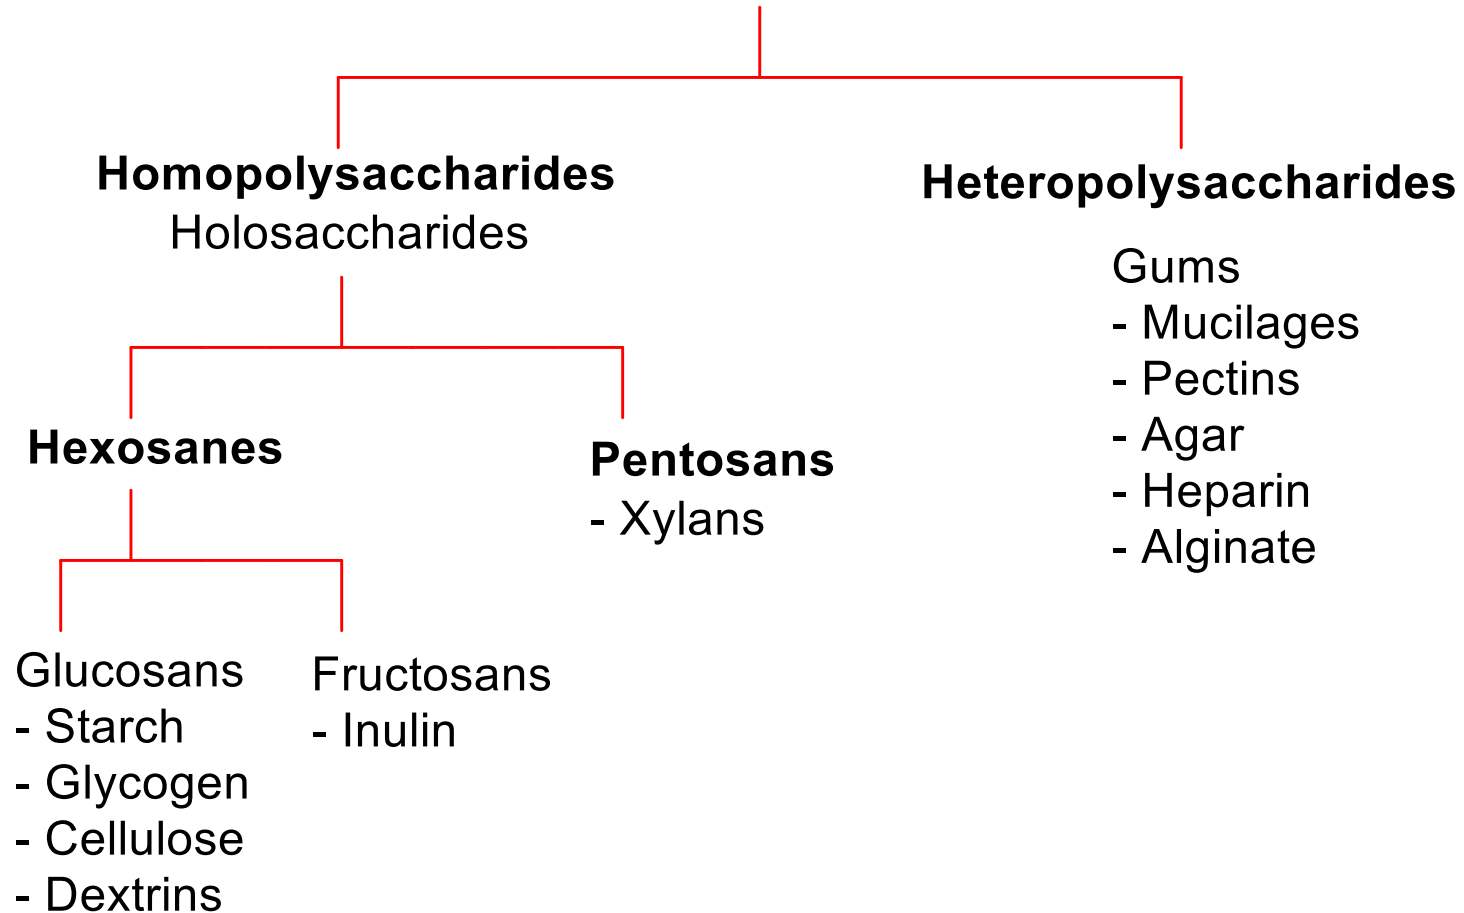 Homopolysaccharides
Holosaccharides
Heteropolysaccharides
Gums
- Mucilages
- Pectins
- Agar
- Heparin
- Alginate
Hexosanes
Pentosans
- Xylans
Glucosans
- Starch
- Glycogen
- Cellulose
- Dextrins
Fructosans
- Inulin